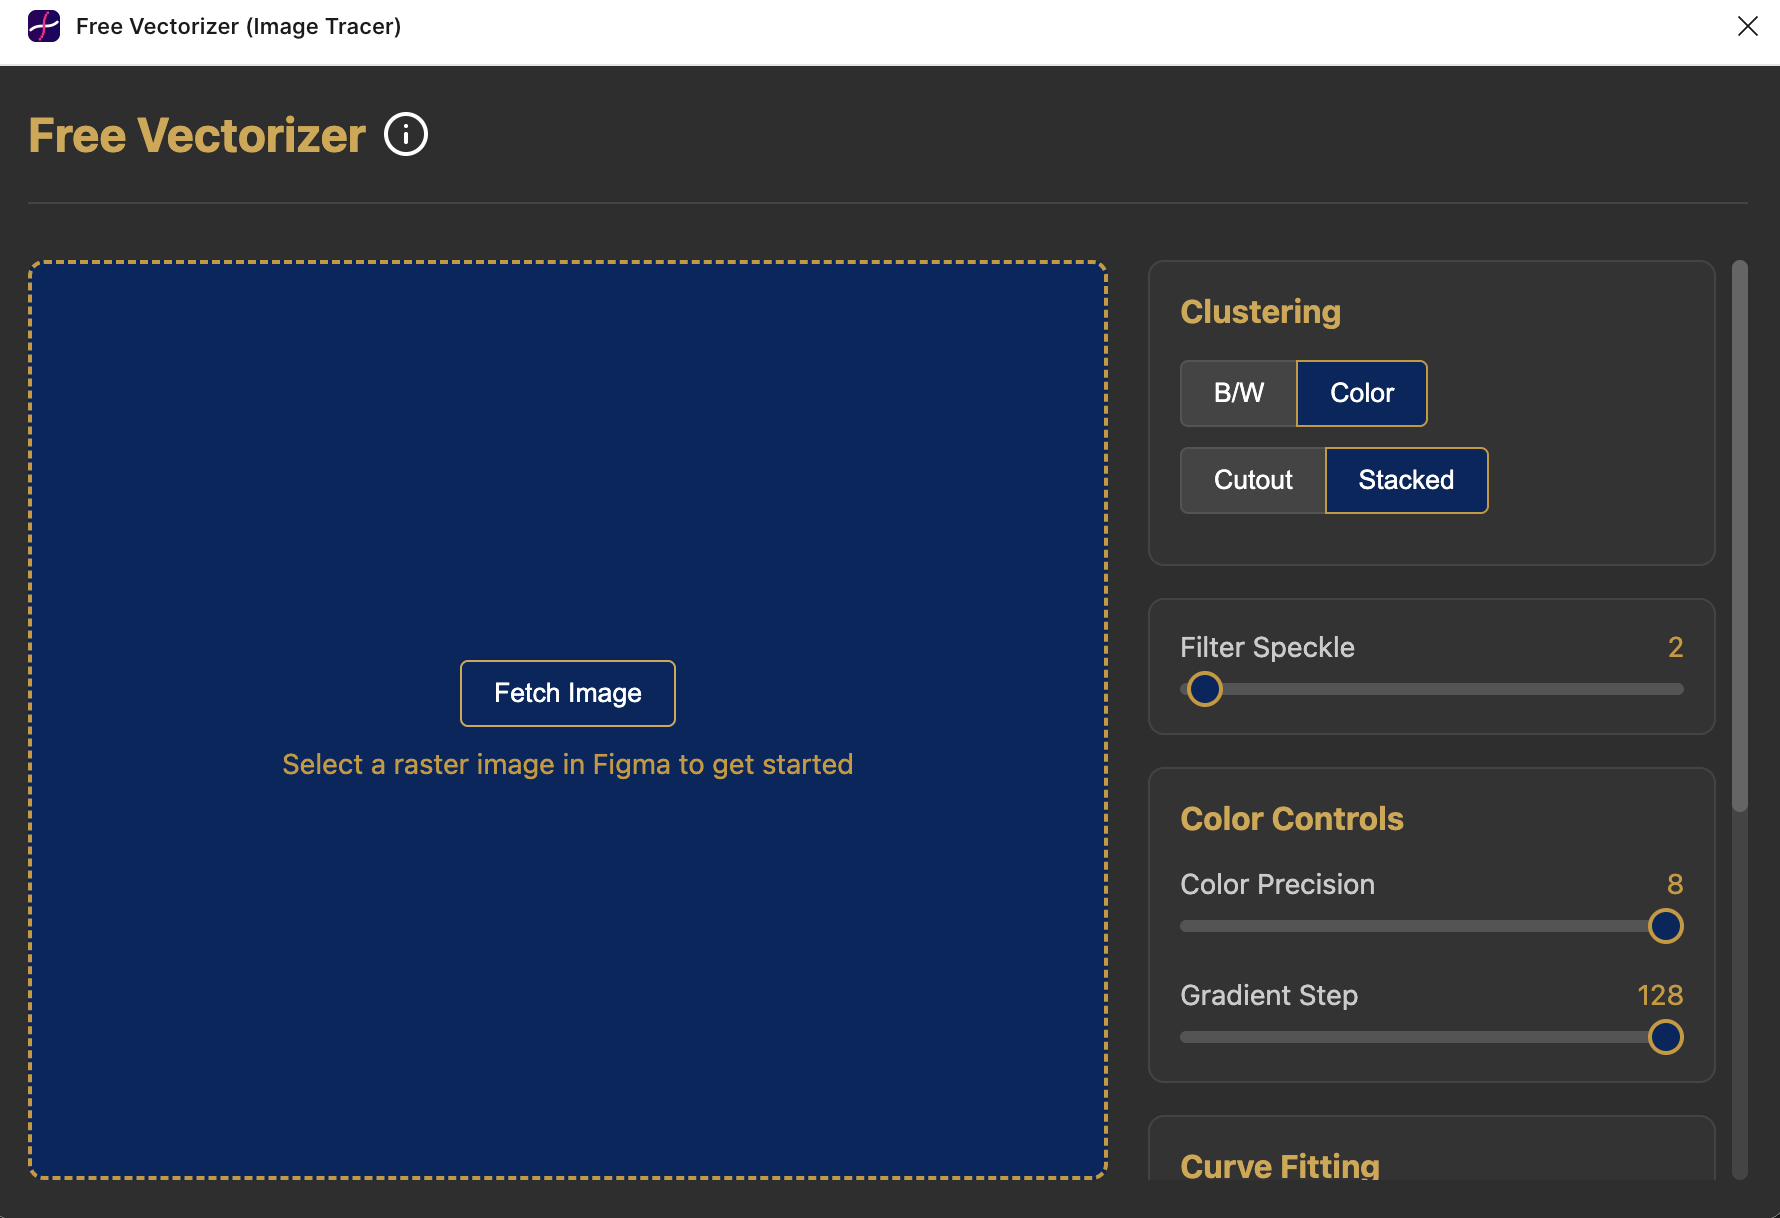 Free Vectorizer (Image Tracer)
Free Vectorizer
Fetch Image
Select a raster image in Figma to get started
Clustering
B/W Color
Cutout Stacked
Filter Speckle 2
Color Controls
Color Precision 8
Gradient Step 128
Curve Fitting